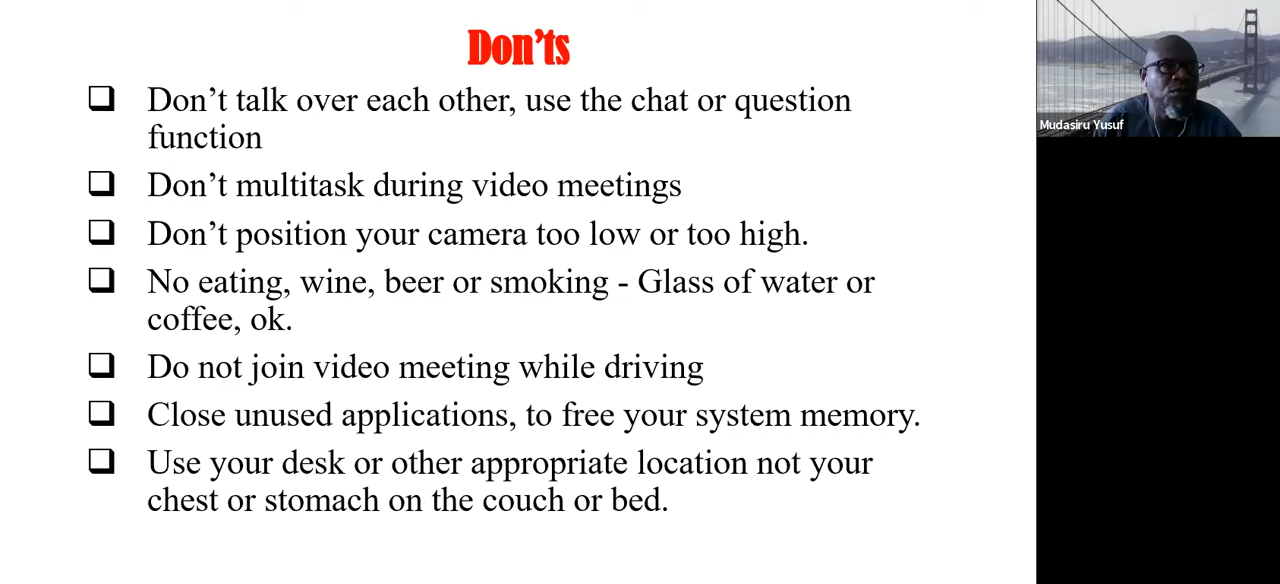 Don’ts
Don’t talk over each other, use the chat or question
function
Don’t multitask during video meetings
Don’t position your camera too low or too high.
No eating, wine, beer or smoking - Glass of water or
coffee, ok.
Do not join video meeting while driving
Close unused applications, to free your system memory.
Use your desk or other appropriate location not your
chest or stomach on the couch or bed.
Mudasiru Yusuf